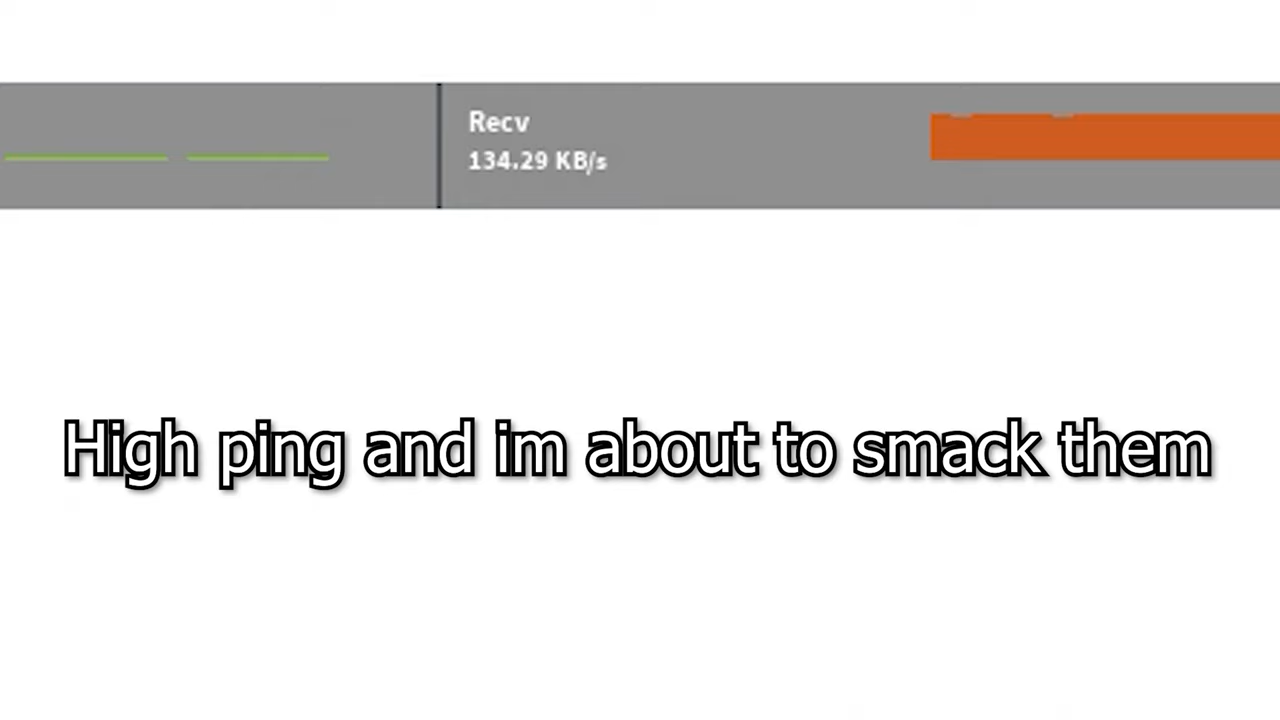 Recv
134.29 KB/s
High ping and im about to smack them